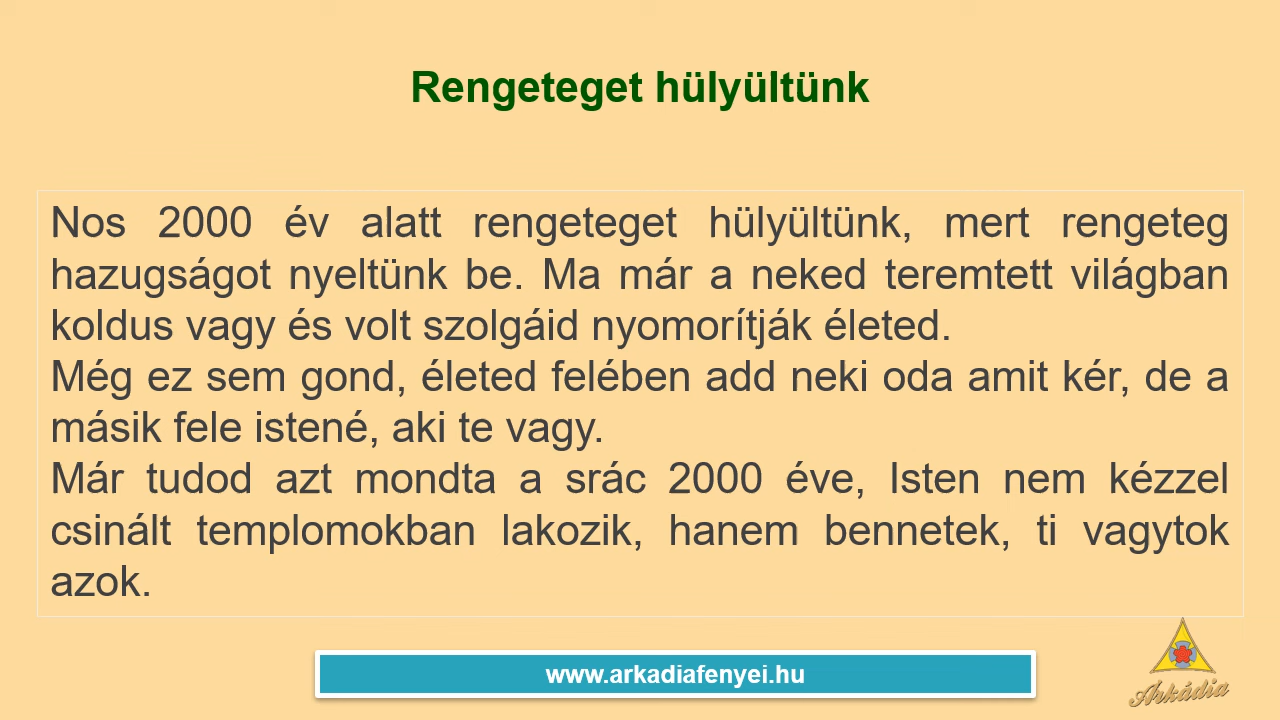 Rengeteget hülyültünk
Nos 2000 év alatt rengeteget hülyültünk, mert rengeteg
hazugságot nyeltünk be. Ma már a neked teremtett világban
koldus vagy és volt szolgáid nyomorítják életed.
Még ez sem gond, életed felében add neki oda amit kér, de a
másik fele istené, aki te vagy.
Már tudod azt mondta a srác 2000 éve, Isten nem kézzel
csinált templomokban lakozik, hanem bennetek, ti vagytok
azok.
www.arkadiafenyei.hu
Arkádia